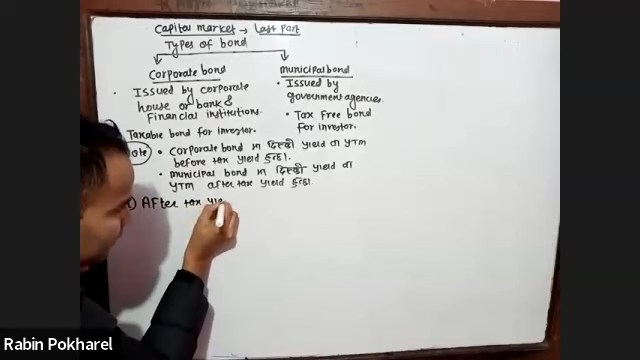 Capital market → Last part
Types of bond
Corporate bond
• Issued by corporate
house or bank &
Financial institutions.
Taxable bond for investor.
municipal bond
• Issued by
government agencies.
• Tax free bond
for investor.
Note
• Corporate bond मा दिएको yield वा YTM
before tax yield हुन्छ।
• municipal bond मा दिएको yield वा
YTM after tax yield हुन्छ।
After tax yie
Rabin Pokharel